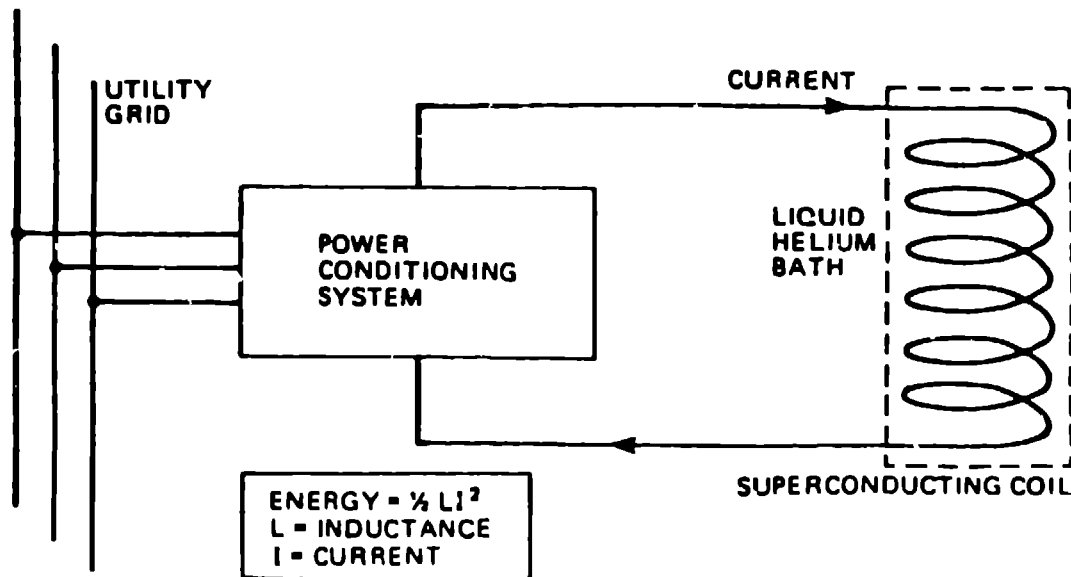 UTILITY
GRID
CURRENT
POWER
CONDITIONING
SYSTEM
LIQUID
HELIUM
BATH
SUPERCONDUCTING COIL
ENERGY = ½ LI²
L = INDUCTANCE
I = CURRENT